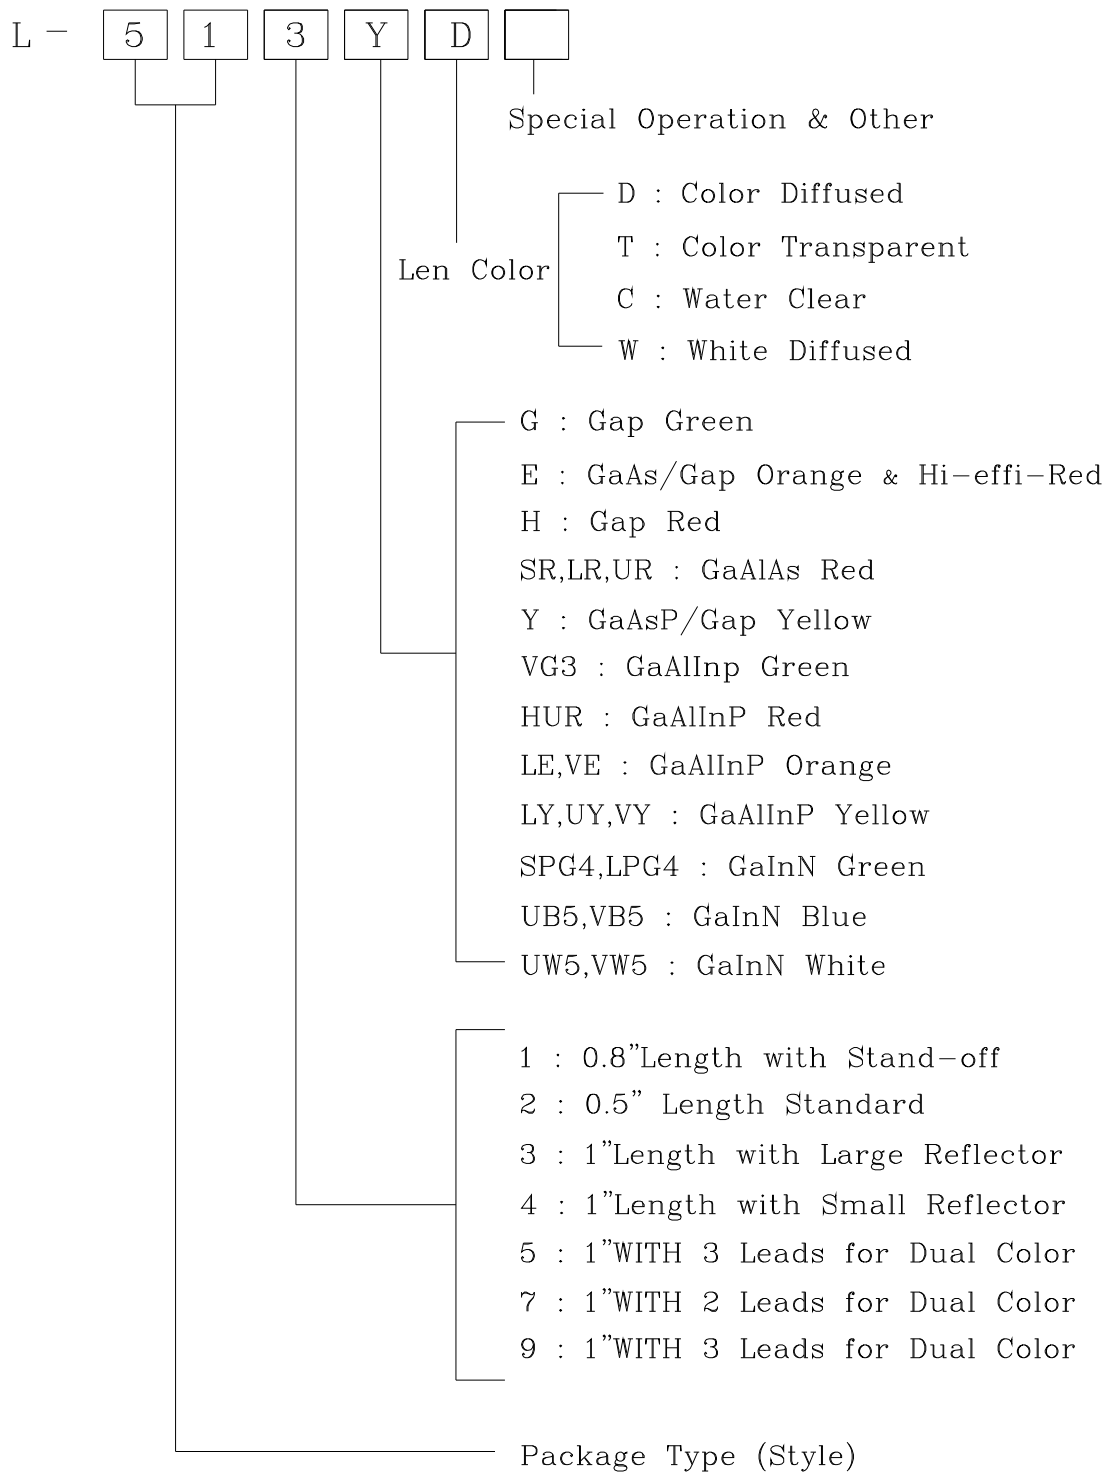 L- 5 1 3 Y D
Special Operation & Other
D : Color Diffused
T : Color Transparent
Len Color
C : Water Clear
W : White Diffused
G : Gap Green
E : GaAs/Gap Orange & Hi-effi-Red
H : Gap Red
SR,LR,UR : GaAlAs Red
Y : GaAsP/Gap Yellow
VG3 : GaAlInp Green
HUR : GaAlInP Red
LE,VE : GaAlInP Orange
LY,UY,VY : GaAlInP Yellow
SPG4,LPG4 : GaInN Green
UB5,VB5 : GaInN Blue
UW5,VW5 : GaInN White
1 : 0.8"Length with Stand-off
2 : 0.5" Length Standard
3 : 1"Length with Large Reflector
4 : 1"Length with Small Reflector
5 : 1"WITH 3 Leads for Dual Color
7 : 1"WITH 2 Leads for Dual Color
9 : 1"WITH 3 Leads for Dual Color
Package Type (Style)